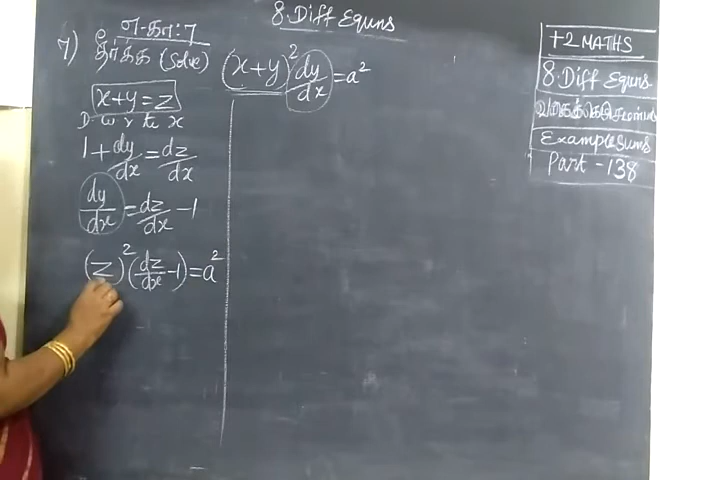 8. Diff Equns
எ.கா: 7
7) தீர்க்க (Solve) (x+y)² dy/dx = a²
x+y = z
D w r to x
1 + dy/dx = dz/dx
dy/dx = dz/dx - 1
(z)² (dz/dx - 1) = a²
+2 MATHS
8. Diff Equns
Example Sums
Part - 138